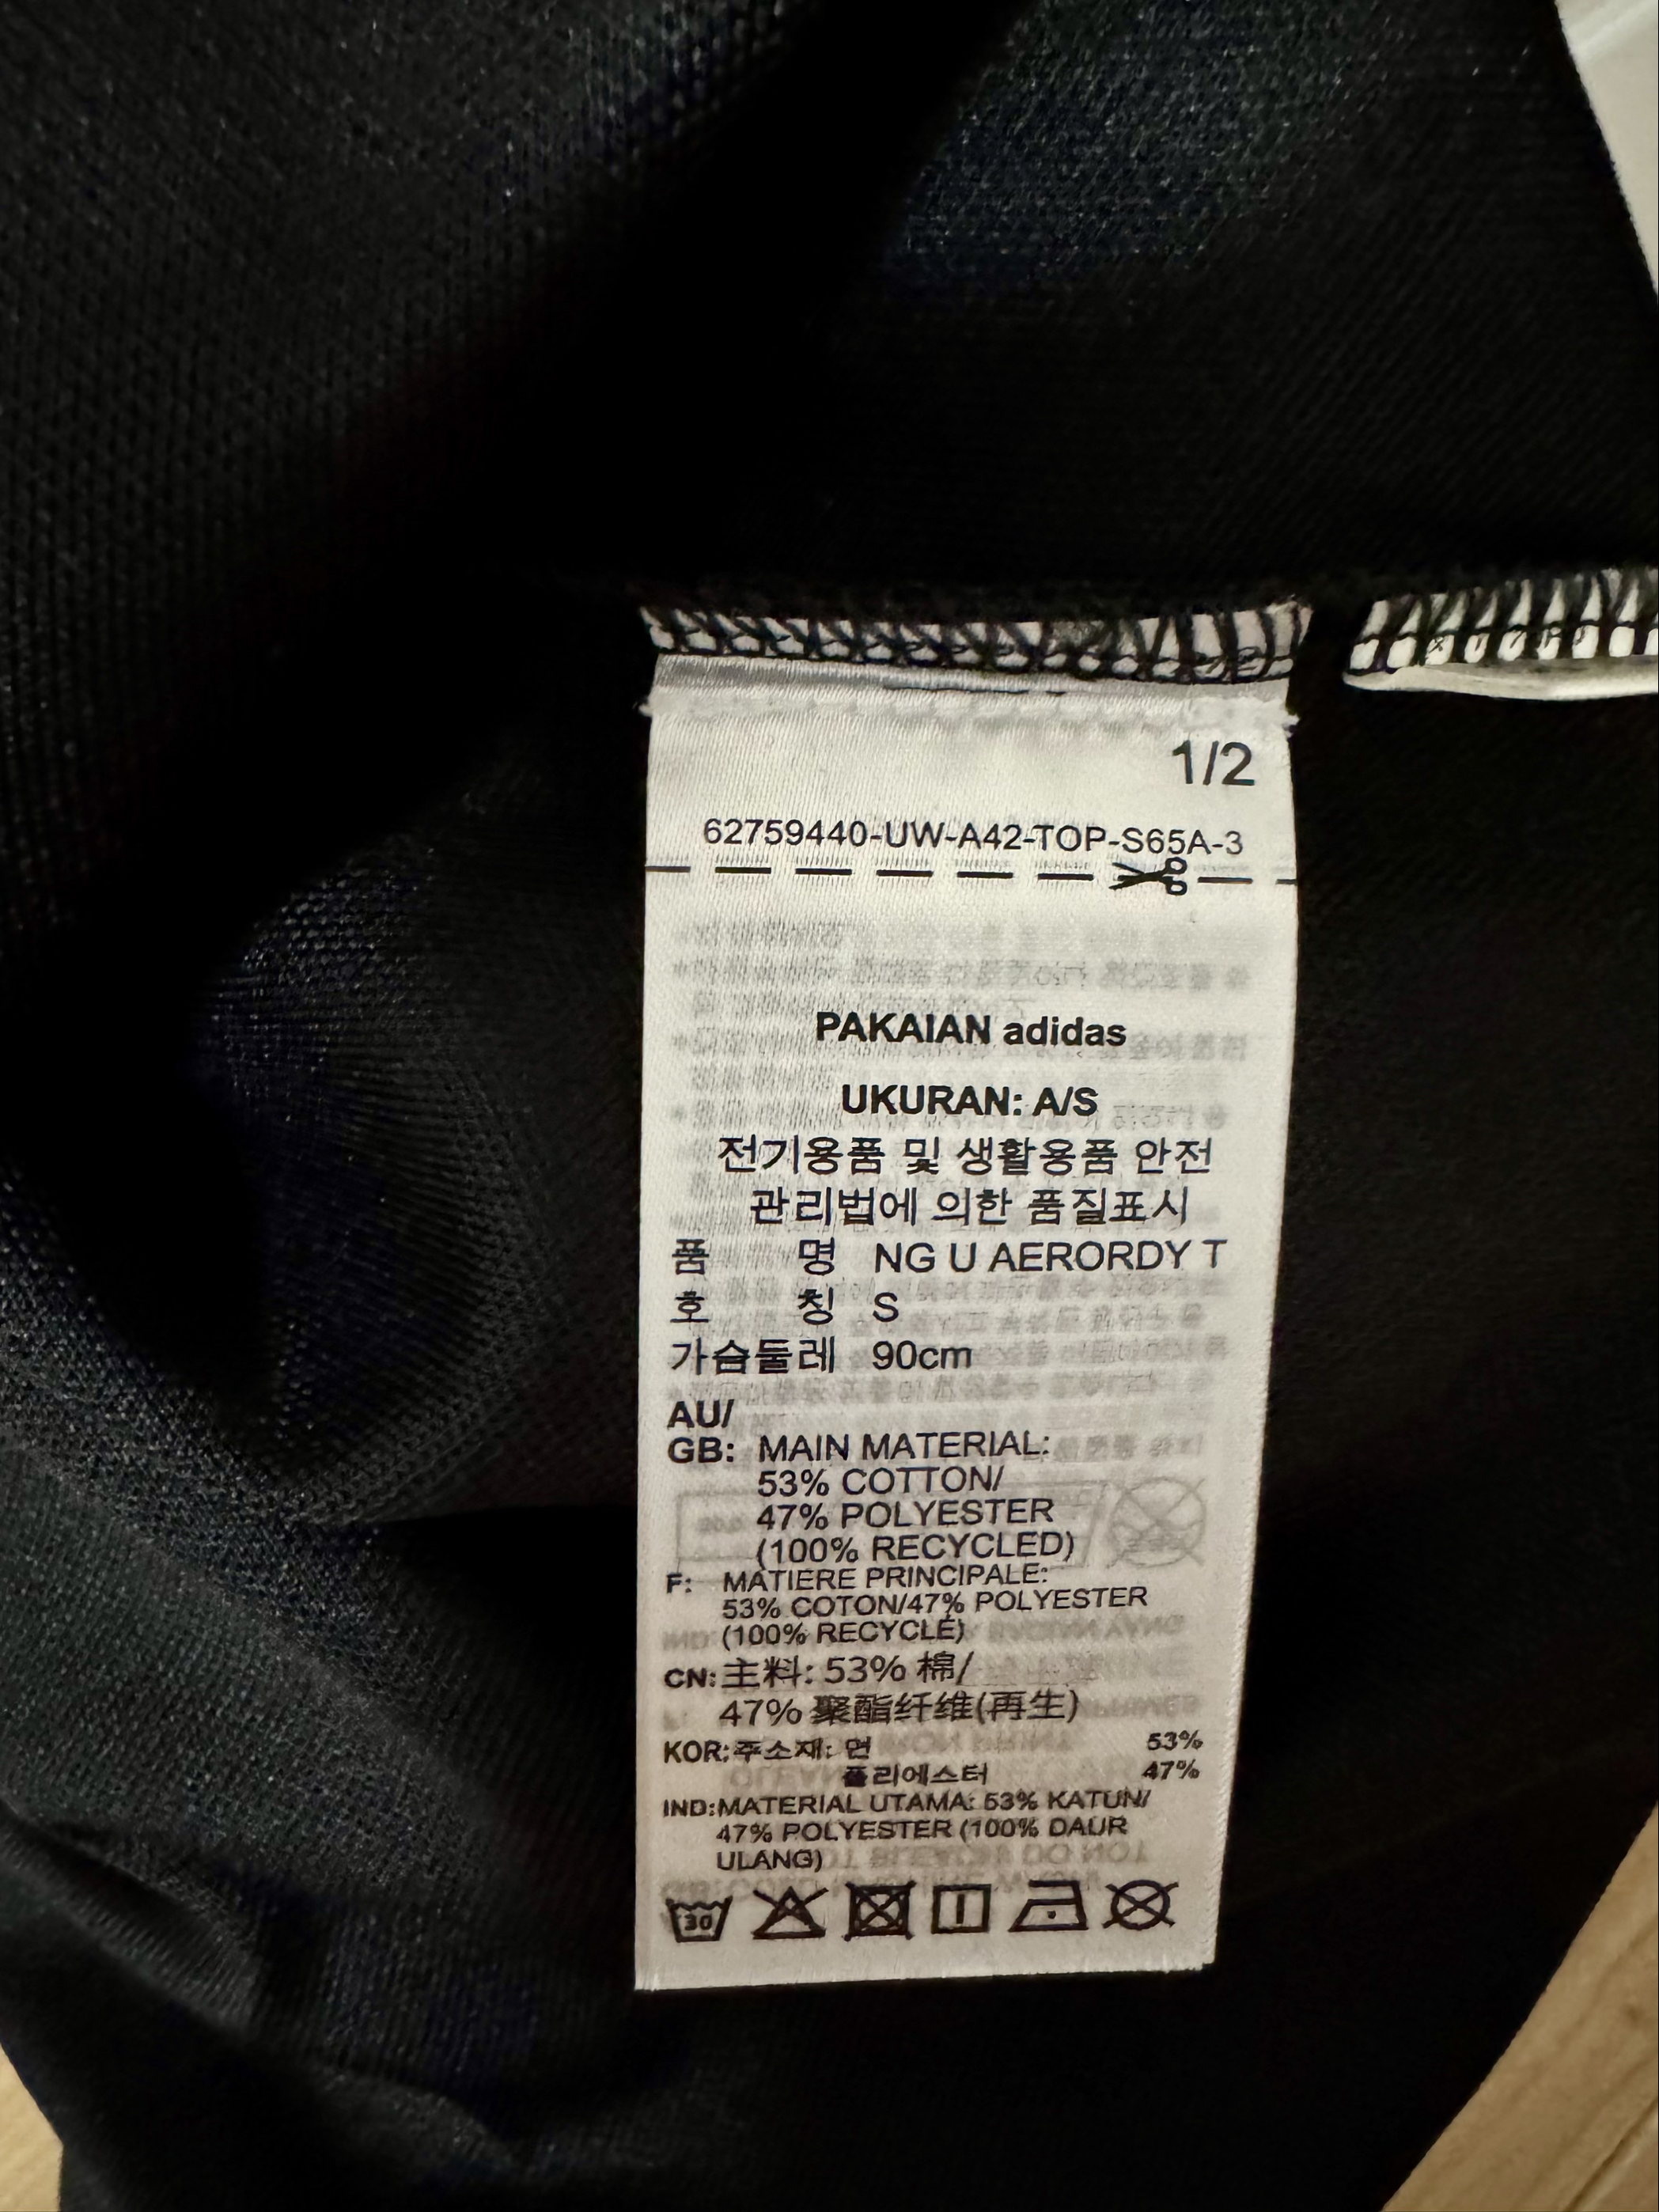 1/2
62759440-UW-A42-TOP-S65A-3
PAKAIAN adidas
UKURAN: A/S
전기용품 및 생활용품 안전
관리법에 의한 품질표시
품 명 NG U AERORDY T
호 칭 S
가슴둘레 90cm
AU/
GB: MAIN MATERIAL:
53% COTTON/
47% POLYESTER
(100% RECYCLED)
F: MATIERE PRINCIPALE:
53% COTON/47% POLYESTER
(100% RECYCLÉ)
CN: 主料: 53% 棉/
47% 聚酯纤维(再生)
KOR: 주소재: 면 53%
폴리에스터 47%
IND: MATERIAL UTAMA: 53% KATUN/
47% POLYESTER (100% DAUR
ULANG)
30